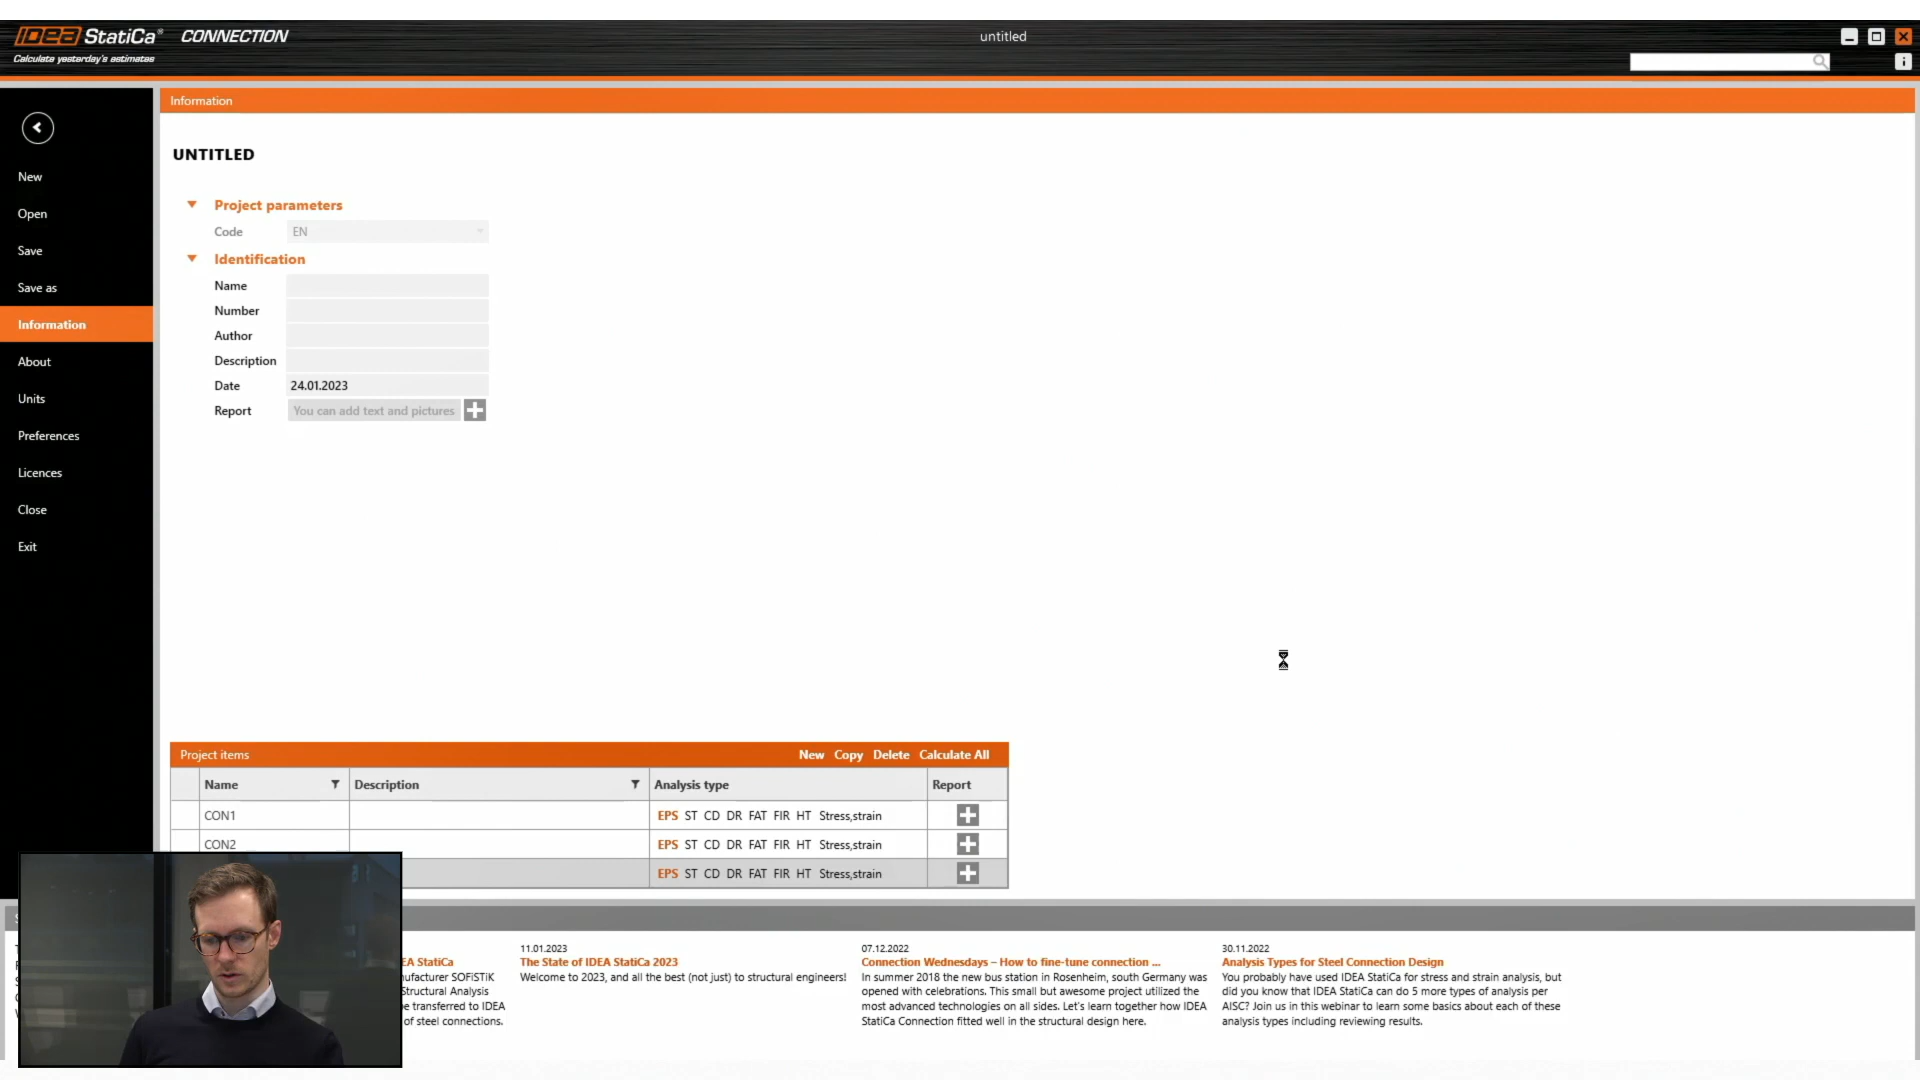 IDEA StatiCa® CONNECTION
Calculate yesterday's estimates
untitled
Information
New
Open
Save
Save as
Information
About
Units
Preferences
Licences
Close
Exit
UNTITLED
Project parameters
Code EN
Identification
Name
Number
Author
Description
Date 24.01.2023
Report You can add text and pictures
Project items New Copy Delete Calculate All
Name Description Analysis type Report
CON1 EPS ST CD DR FAT FIR HT Stress,strain
CON2 EPS ST CD DR FAT FIR HT Stress,strain
EPS ST CD DR FAT FIR HT Stress,strain
EA StatiCa
nufacturer SOFiSTiK
Structural Analysis
e transferred to IDEA
of steel connections.
11.01.2023
The State of IDEA StatiCa 2023
Welcome to 2023, and all the best (not just) to structural engineers!
07.12.2022
Connection Wednesdays – How to fine-tune connection ...
In summer 2018 the new bus station in Rosenheim, south Germany was
opened with celebrations. This small but awesome project utilized the
most advanced technologies on all sides. Let's learn together how IDEA
StatiCa Connection fitted well in the structural design here.
30.11.2022
Analysis Types for Steel Connection Design
You probably have used IDEA StatiCa for stress and strain analysis, but
did you know that IDEA StatiCa can do 5 more types of analysis per
AISC? Join us in this webinar to learn some basics about each of these
analysis types including reviewing results.